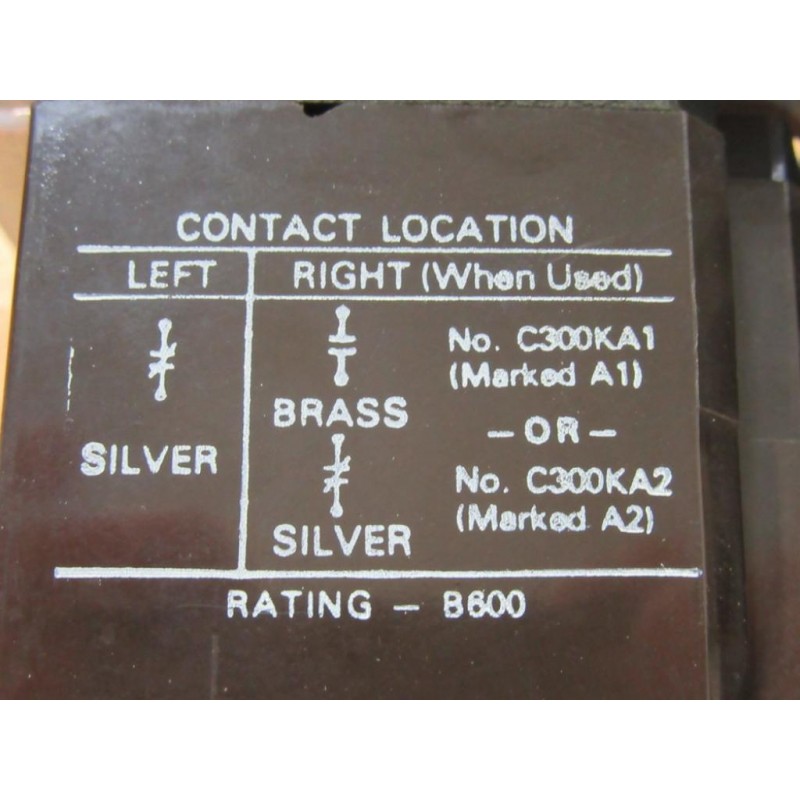 CONTACT LOCATION
LEFT RIGHT (When Used)
No. C300KA1
(Marked A1)
BRASS
— OR —
SILVER
No. C300KA2
(Marked A2)
SILVER
RATING — B600